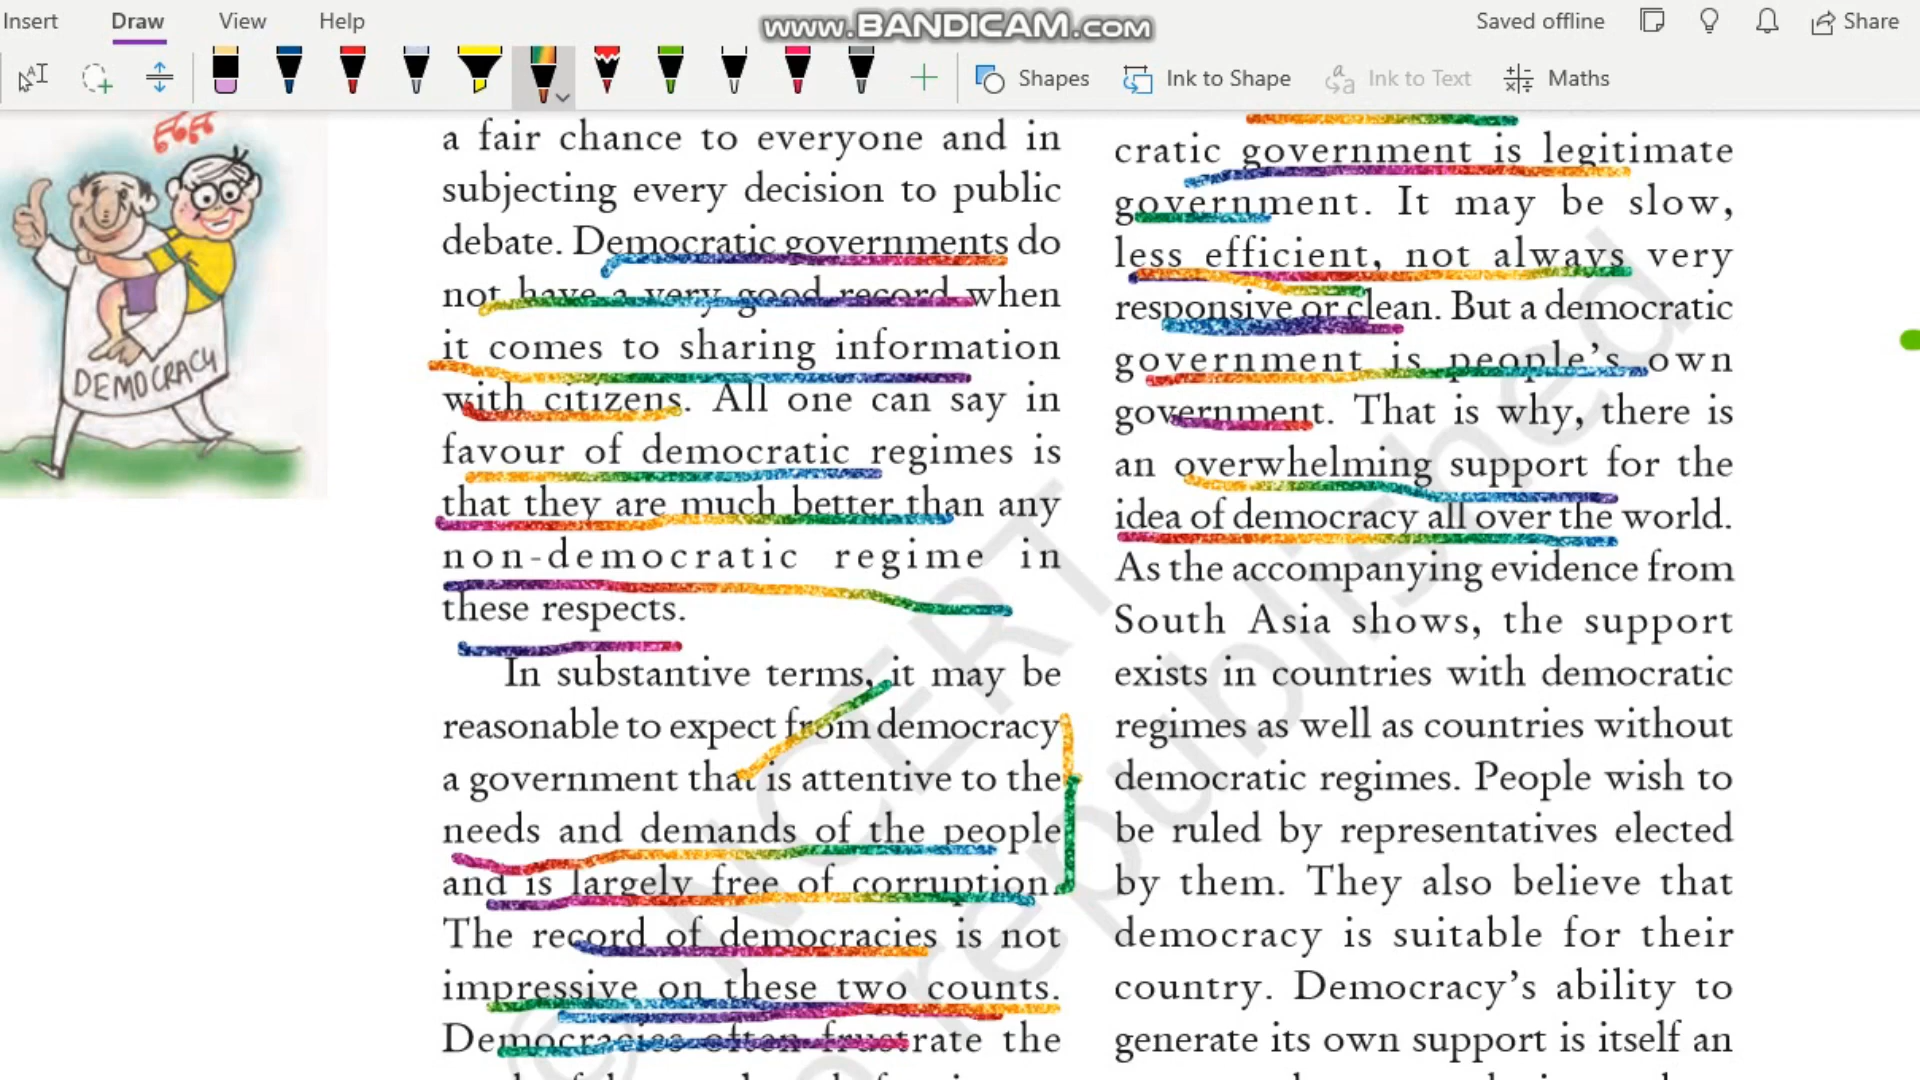 Insert Draw View Help
www.BANDICAM.com
Saved offline
Share
Shapes
Ink to Shape
Ink to Text
Maths
DEMOCRACY
a fair chance to everyone and in
subjecting every decision to public
debate. Democratic governments do
not have a very good record when
it comes to sharing information
with citizens. All one can say in
favour of democratic regimes is
that they are much better than any
non-democratic regime in
these respects.
In substantive terms, it may be
reasonable to expect from democracy
a government that is attentive to the
needs and demands of the people
and is largely free of corruption.
The record of democracies is not
impressive on these two counts.
Democracies often frustrate the
cratic government is legitimate
government. It may be slow,
less efficient, not always very
responsive or clean. But a democratic
government is people's own
government. That is why, there is
an overwhelming support for the
idea of democracy all over the world.
As the accompanying evidence from
South Asia shows, the support
exists in countries with democratic
regimes as well as countries without
democratic regimes. People wish to
be ruled by representatives elected
by them. They also believe that
democracy is suitable for their
country. Democracy's ability to
generate its own support is itself an
© NCERT
republished